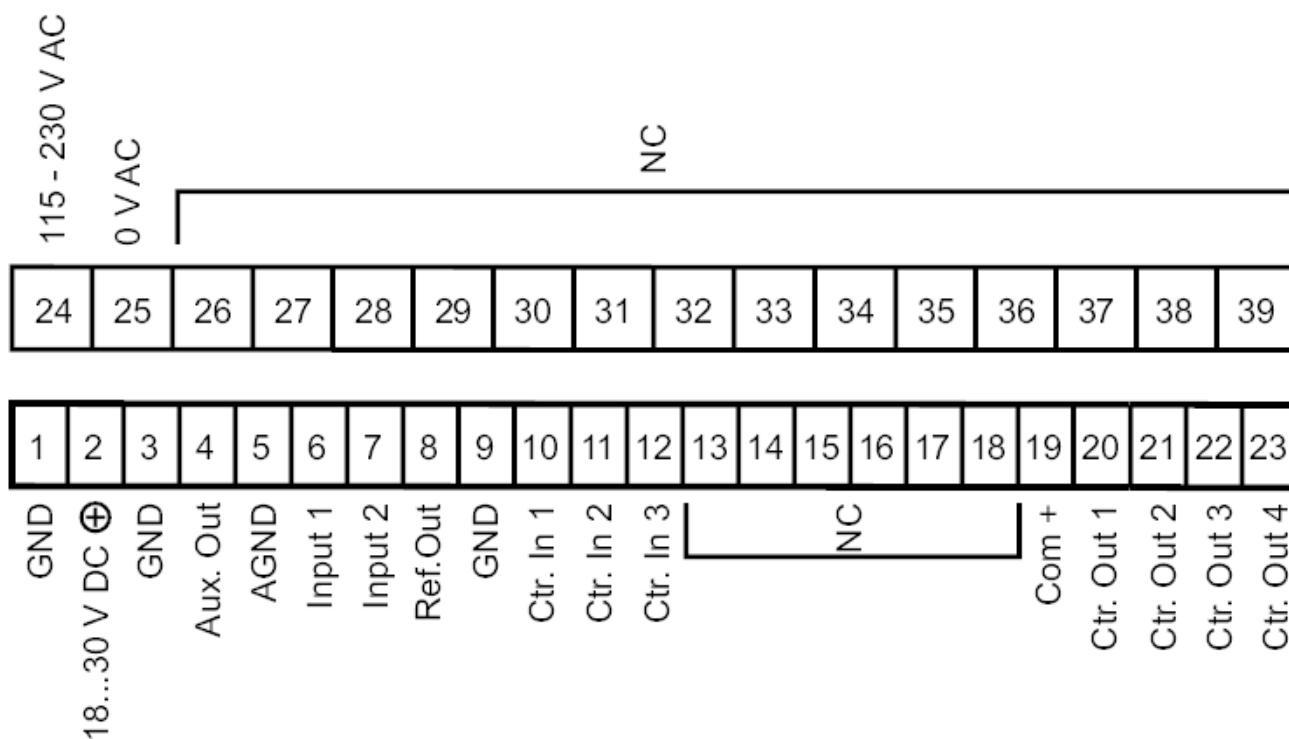 115 - 230 V AC
0 V AC
NC
24 25 26 27 28 29 30 31 32 33 34 35 36 37 38 39
1 2 3 4 5 6 7 8 9 10 11 12 13 14 15 16 17 18 19 20 21 22 23
GND
18...30 V DC ⊕
GND
Aux. Out
AGND
Input 1
Input 2
Ref.Out
GND
Ctr. In 1
Ctr. In 2
Ctr. In 3
NC
Com +
Ctr. Out 1
Ctr. Out 2
Ctr. Out 3
Ctr. Out 4